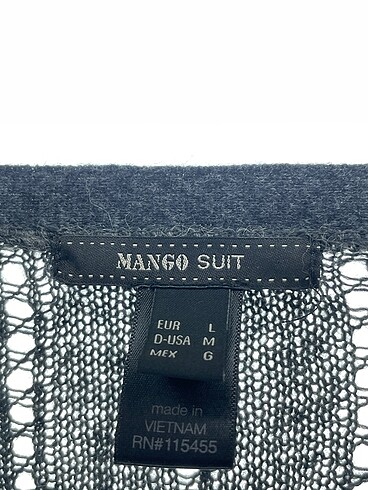 MANGO SUIT
EUR L
D-USA M
MEX G
made in
VIETNAM
RN#115455